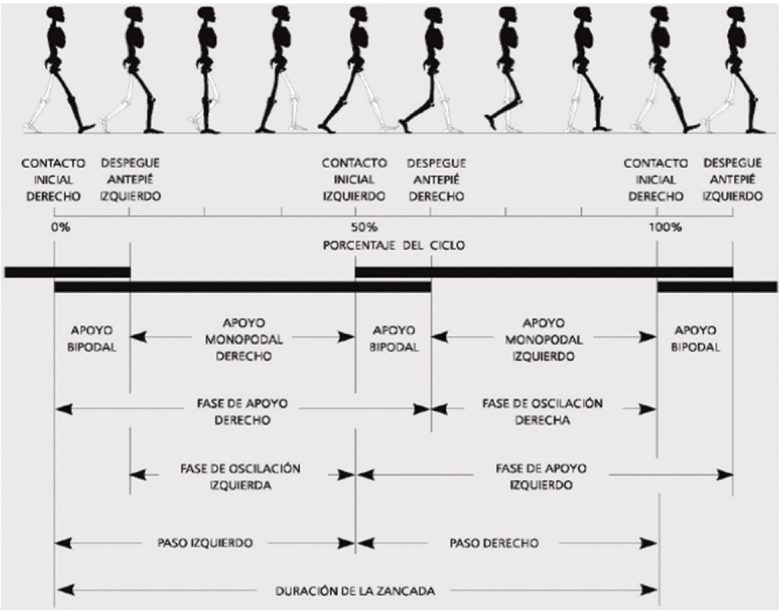 CONTACTO INICIAL DERECHO
DESPEGUE ANTEPIÉ IZQUIERDO
CONTACTO INICIAL IZQUIERDO
DESPEGUE ANTEPIÉ DERECHO
CONTACTO INICIAL DERECHO
DESPEGUE ANTEPIÉ IZQUIERDO
0%
50%
100%
PORCENTAJE DEL CICLO
APOYO BIPODAL
APOYO MONOPODAL DERECHO
APOYO BIPODAL
APOYO MONOPODAL IZQUIERDO
APOYO BIPODAL
FASE DE APOYO DERECHO
FASE DE OSCILACIÓN DERECHA
FASE DE OSCILACIÓN IZQUIERDA
FASE DE APOYO IZQUIERDO
PASO IZQUIERDO
PASO DERECHO
DURACIÓN DE LA ZANCADA